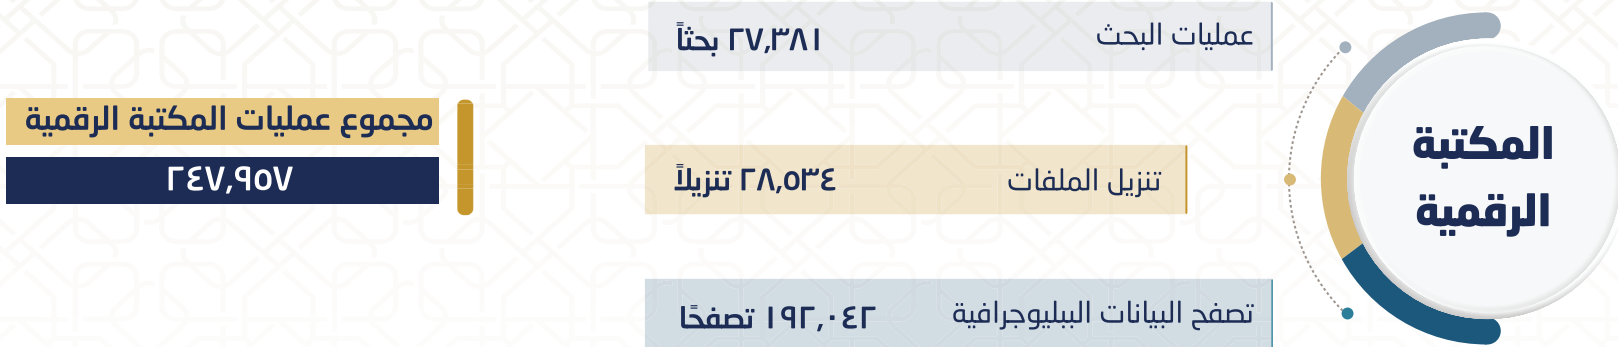 المكتبة
الرقمية
عمليات البحث ٢٧,٣٨١ بحثاً
تنزيل الملفات ٢٨,٥٣٤ تنزيلاً
تصفح البيانات الببليوجرافية ١٩٢,٠٤٢ تصفحًا
مجموع عمليات المكتبة الرقمية
٢٤٧,٩٥٧